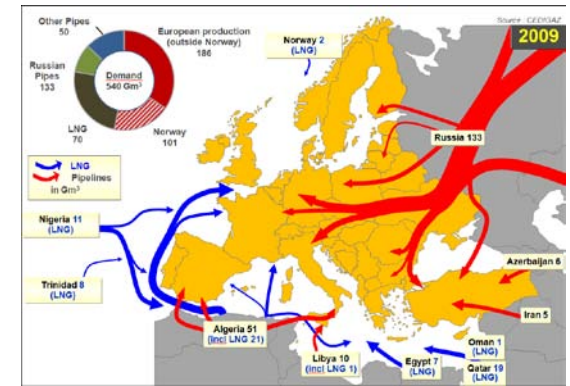 Source : CEDIGAZ
2009
Other Pipes
50
European production
(outside Norway)
186
Russian
Pipes
133
Demand
540 Gm³
LNG
70
Norway
101
LNG
Pipelines
in Gm³
Norway 2
(LNG)
Russia 133
Nigeria 11
(LNG)
Trinidad 8
(LNG)
Azerbaijan 6
Iran 5
Algeria 51
(incl LNG 21)
Libya 10
(incl LNG 1)
Egypt 7
(LNG)
Oman 1
(LNG)
Qatar 19
(LNG)